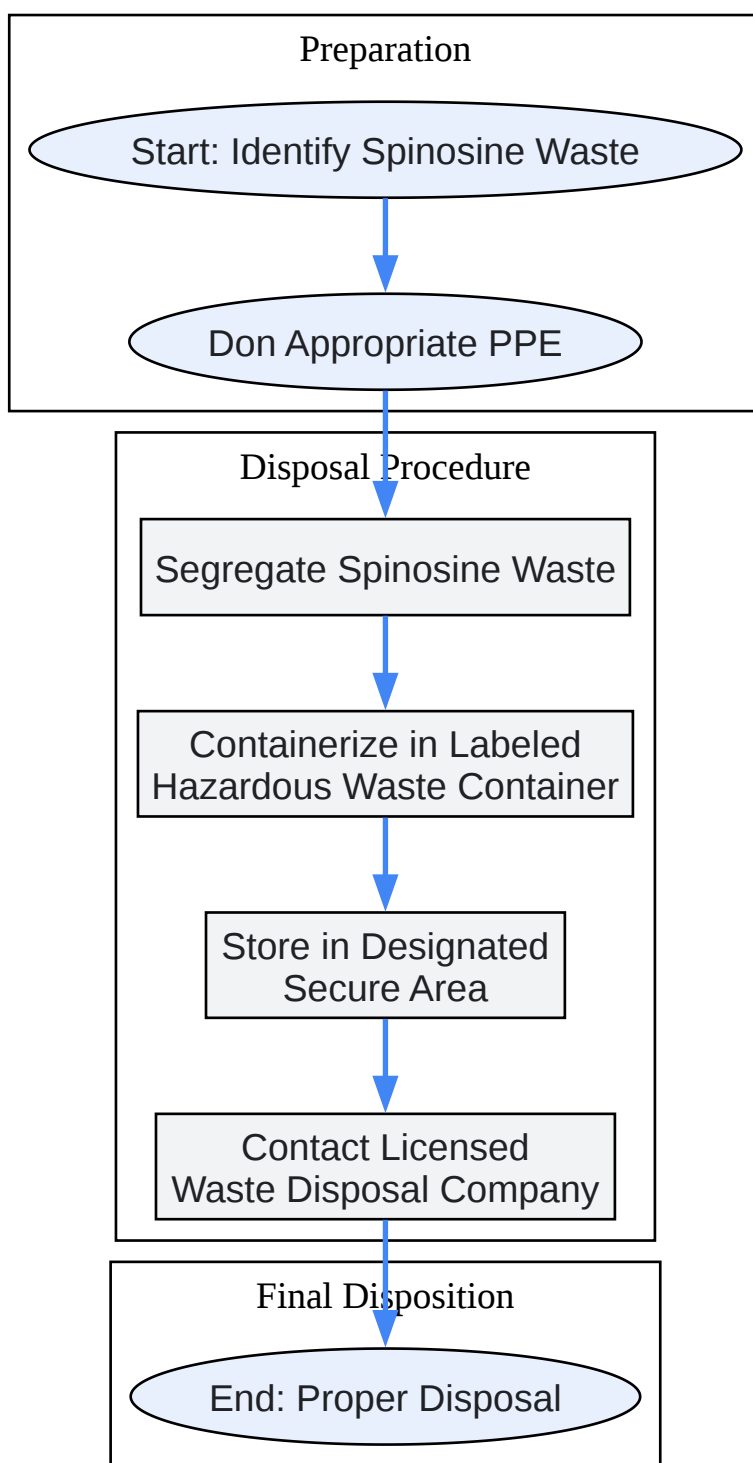 Preparation
Start: Identify Spinosine Waste
Don Appropriate PPE
Disposal Procedure
Segregate Spinosine Waste
Containerize in Labeled
Hazardous Waste Container
Store in Designated
Secure Area
Contact Licensed
Waste Disposal Company
Final Disposition
End: Proper Disposal